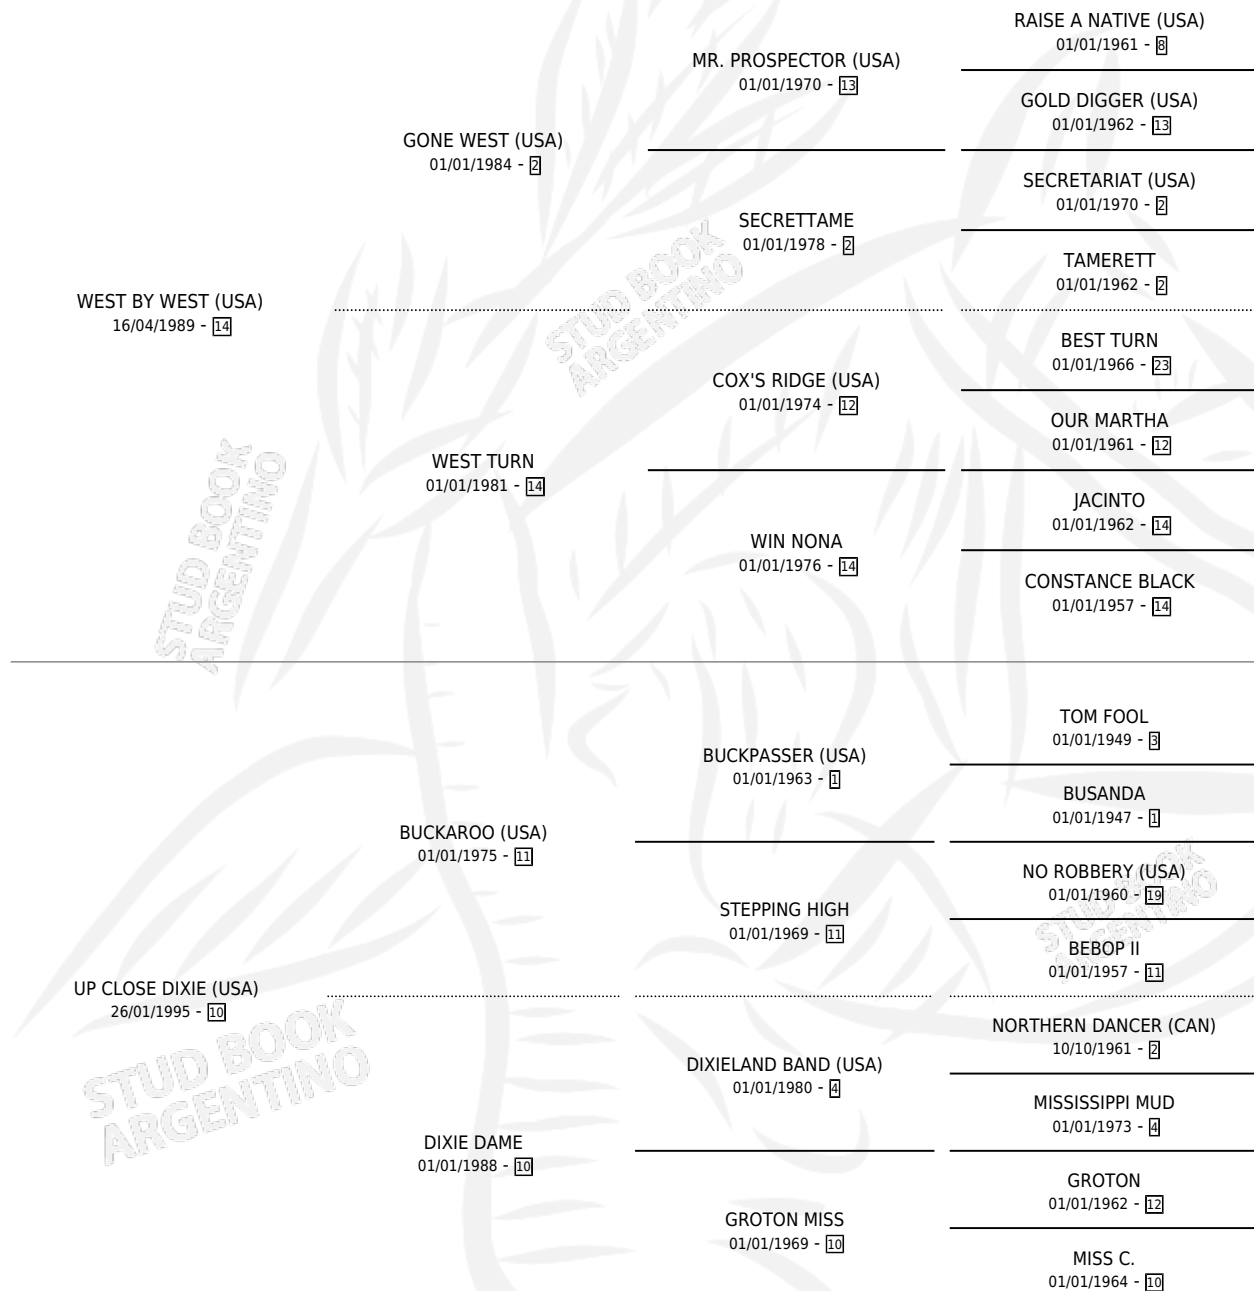 RAISE A NATIVE (USA)
01/01/1961 - 8
MR. PROSPECTOR (USA)
01/01/1970 - 13
GOLD DIGGER (USA)
01/01/1962 - 13
GONE WEST (USA)
01/01/1984 - 2
SECRETARIAT (USA)
01/01/1970 - 2
SECRETTAME
01/01/1978 - 2
TAMERETT
01/01/1962 - 2
WEST BY WEST (USA)
16/04/1989 - 14
BEST TURN
01/01/1966 - 23
COX'S RIDGE (USA)
01/01/1974 - 12
OUR MARTHA
01/01/1961 - 12
WEST TURN
01/01/1981 - 14
JACINTO
01/01/1962 - 14
WIN NONA
01/01/1976 - 14
CONSTANCE BLACK
01/01/1957 - 14
TOM FOOL
01/01/1949 - 3
BUCKPASSER (USA)
01/01/1963 - 1
BUSANDA
01/01/1947 - 1
BUCKAROO (USA)
01/01/1975 - 11
NO ROBBERY (USA)
01/01/1960 - 19
STEPPING HIGH
01/01/1969 - 11
BEBOP II
01/01/1957 - 11
UP CLOSE DIXIE (USA)
26/01/1995 - 10
NORTHERN DANCER (CAN)
10/10/1961 - 2
DIXIELAND BAND (USA)
01/01/1980 - 4
MISSISSIPPI MUD
01/01/1973 - 4
DIXIE DAME
01/01/1988 - 10
GROTON
01/01/1962 - 12
GROTON MISS
01/01/1969 - 10
MISS C.
01/01/1964 - 10
STUD BOOK
ARGENTINO
STUD BOOK
ARGENTINO
STUD BOOK
ARGENTINO
STUD BOOK
ARGENTINO